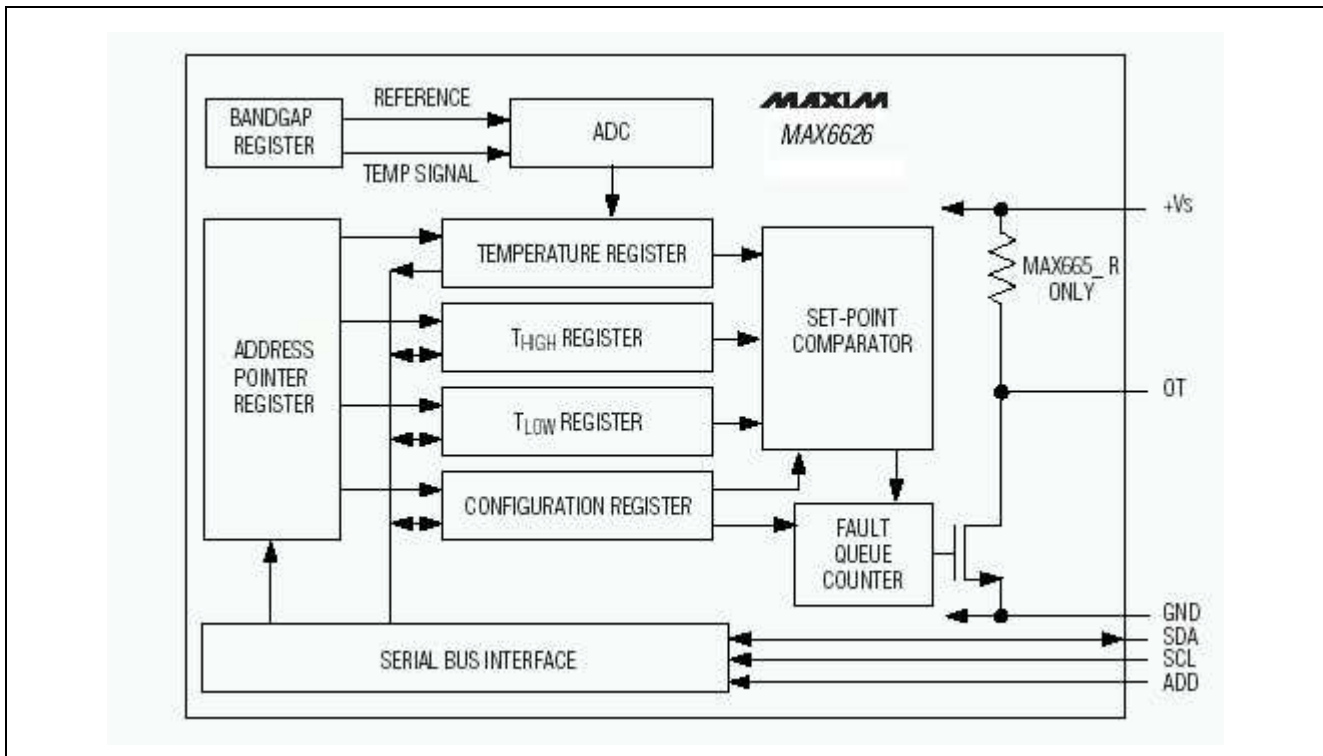 REFERENCE
BANDGAP
REGISTER
ADC
TEMP SIGNAL
MAXIM
MAX6626
+Vs
MAX665_ R
ONLY
TEMPERATURE REGISTER
SET-POINT
COMPARATOR
THIGH REGISTER
ADDRESS
POINTER
REGISTER
OT
TLOW REGISTER
CONFIGURATION REGISTER
FAULT
QUEUE
COUNTER
GND
SDA
SCL
ADD
SERIAL BUS INTERFACE